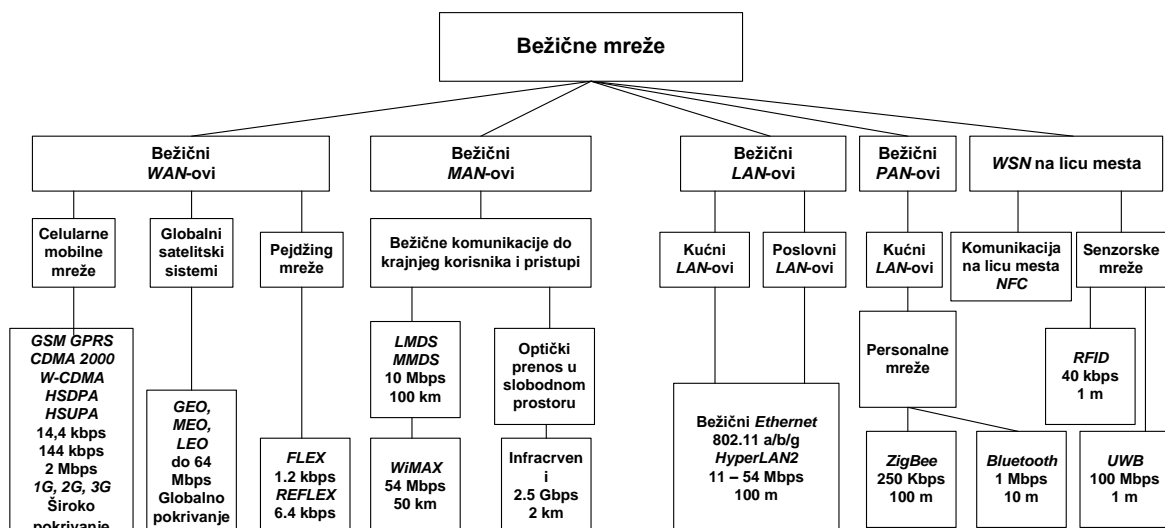 Bežične mreže
Bežični
WAN-ovi
Bežični
MAN-ovi
Bežični
LAN-ovi
Bežični
PAN-ovi
WSN na licu mesta
Celularne
mobilne
mreže
Globalni
satelitski
sistemi
Pejdžing
mreže
Bežične komunikacije do
krajnjeg korisnika i pristupi
Kućni
LAN-ovi
Poslovni
LAN-ovi
Kućni
LAN-ovi
Komunikacija
na licu mesta
NFC
Senzorske
mreže
GSM GPRS
CDMA 2000
W-CDMA
HSDPA
HSUPA
14,4 kbps
144 kbps
2 Mbps
1G, 2G, 3G
Široko
pokrivanje
GEO,
MEO,
LEO
do 64
Mbps
Globalno
pokrivanje
FLEX
1.2 kbps
REFLEX
6.4 kbps
LMDS
MMDS
10 Mbps
100 km
WiMAX
54 Mbps
50 km
Optički
prenos u
slobodnom
prostoru
Infracrven
i
2.5 Gbps
2 km
Bežični Ethernet
802.11 a/b/g
HyperLAN2
11 – 54 Mbps
100 m
Personalne
mreže
ZigBee
250 Kbps
100 m
Bluetooth
1 Mbps
10 m
RFID
40 kbps
1 m
UWB
100 Mbps
1 m